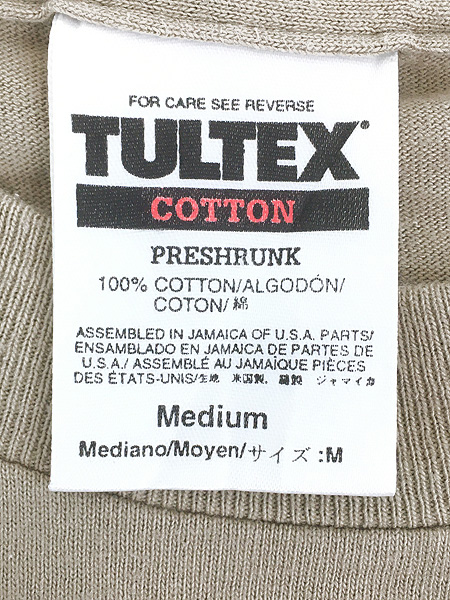 FOR CARE SEE REVERSE
TULTEX®
COTTON
PRESHRUNK
100% COTTON/ALGODÓN/
COTON/綿
ASSEMBLED IN JAMAICA OF U.S.A. PARTS/
ENSAMBLADO EN JAMAICA DE PARTES DE
U.S.A./ ASSEMBLÉ AU JAMAÏQUE PIÈCES
DES ÉTATS-UNIS/生地 米国製, 縫製 ジャマイカ
Medium
Mediano/Moyen/サイズ :M